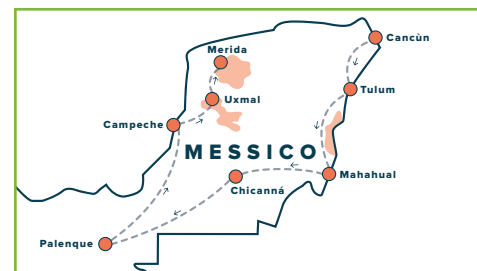 Cancùn
Merida
Tulum
Uxmal
Campeche
MESSICO
Mahahual
Chicanná
Palenque